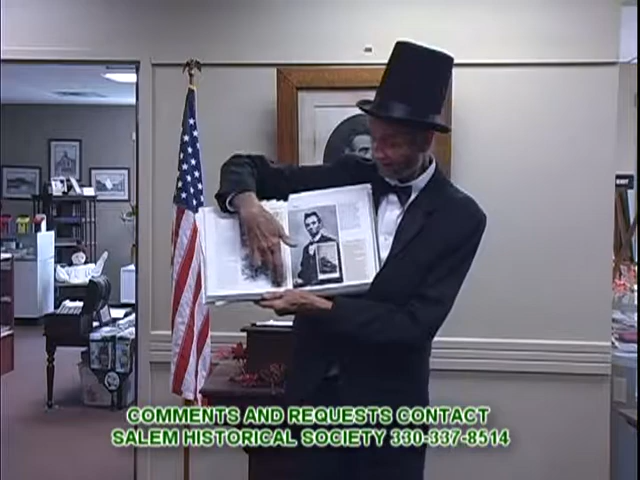 COMMENTS AND REQUESTS CONTACT
SALEM HISTORICAL SOCIETY 330-337-8514